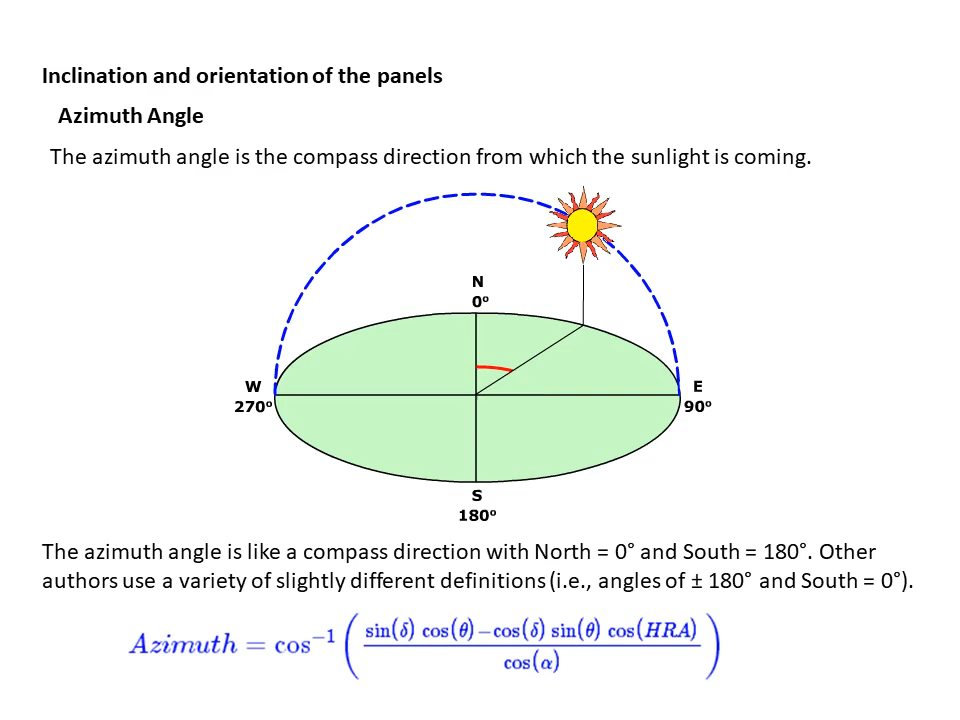 Inclination and orientation of the panels
Azimuth Angle
The azimuth angle is the compass direction from which the sunlight is coming.
N
0º
W
270º
E
90º
S
180º
The azimuth angle is like a compass direction with North = 0° and South = 180°. Other
authors use a variety of slightly different definitions (i.e., angles of ± 180° and South = 0°).
Azimuth = cos⁻¹ ( sin(δ) cos(θ) − cos(δ) sin(θ) cos(HRA) / cos(α) )